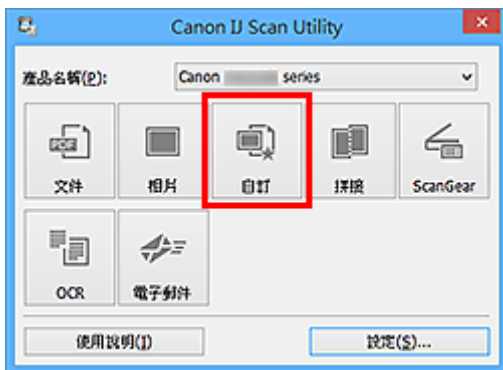 Canon IJ Scan Utility
產品名稱(P): Canon series
PDF
文件 相片 自訂 拼接 ScanGear
OCR 電子郵件
使用說明(I) 設定(S)...